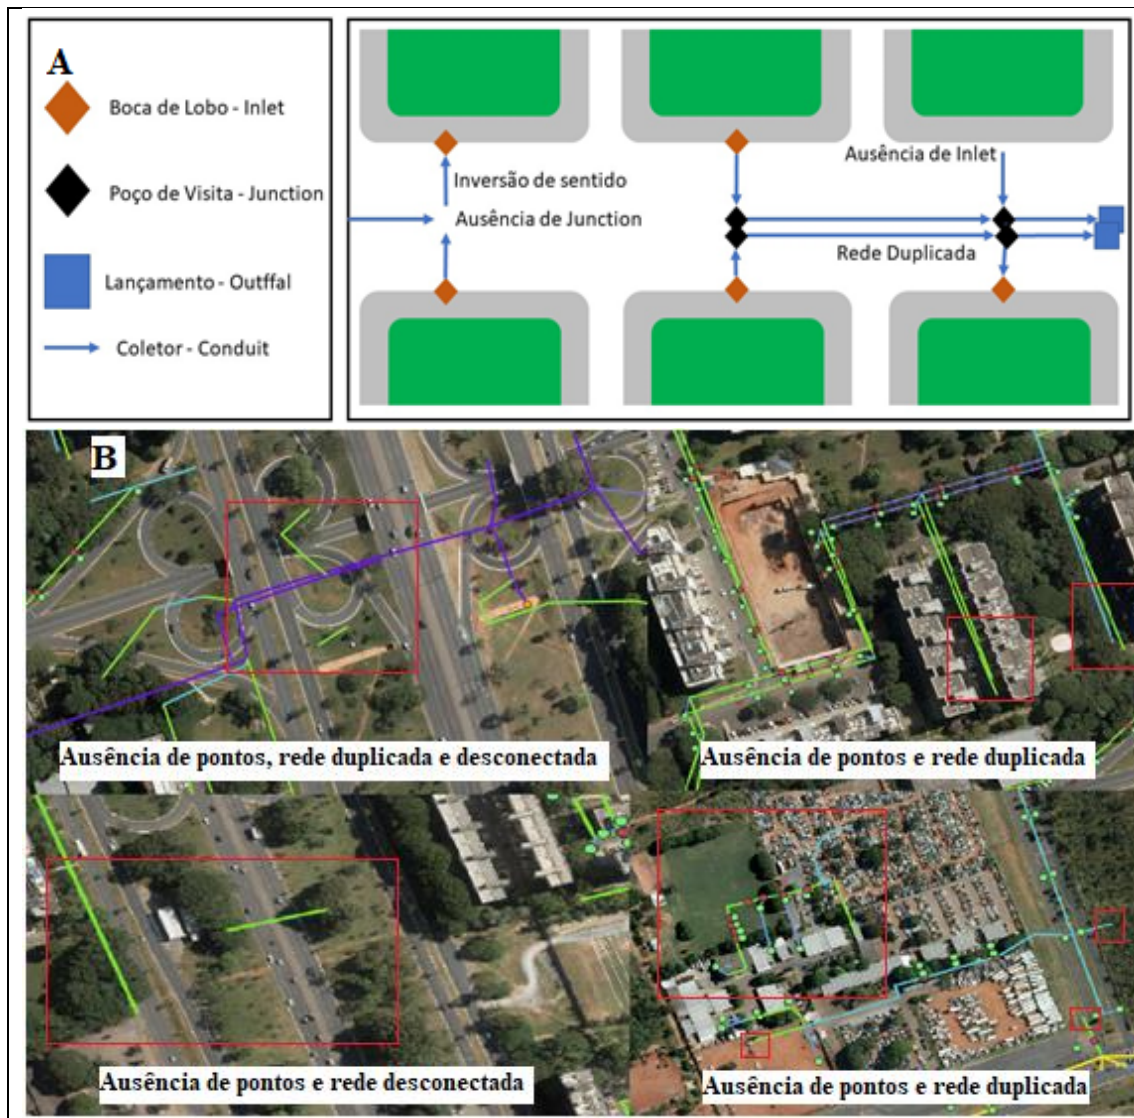 A
Boca de Lobo - Inlet
Poço de Visita - Junction
Lançamento - Outffal
Coletor - Conduit
Ausência de Inlet
Inversão de sentido
Ausência de Junction
Rede Duplicada
B
Ausência de pontos, rede duplicada e desconectada
Ausência de pontos e rede duplicada
Ausência de pontos e rede desconectada
Ausência de pontos e rede duplicada